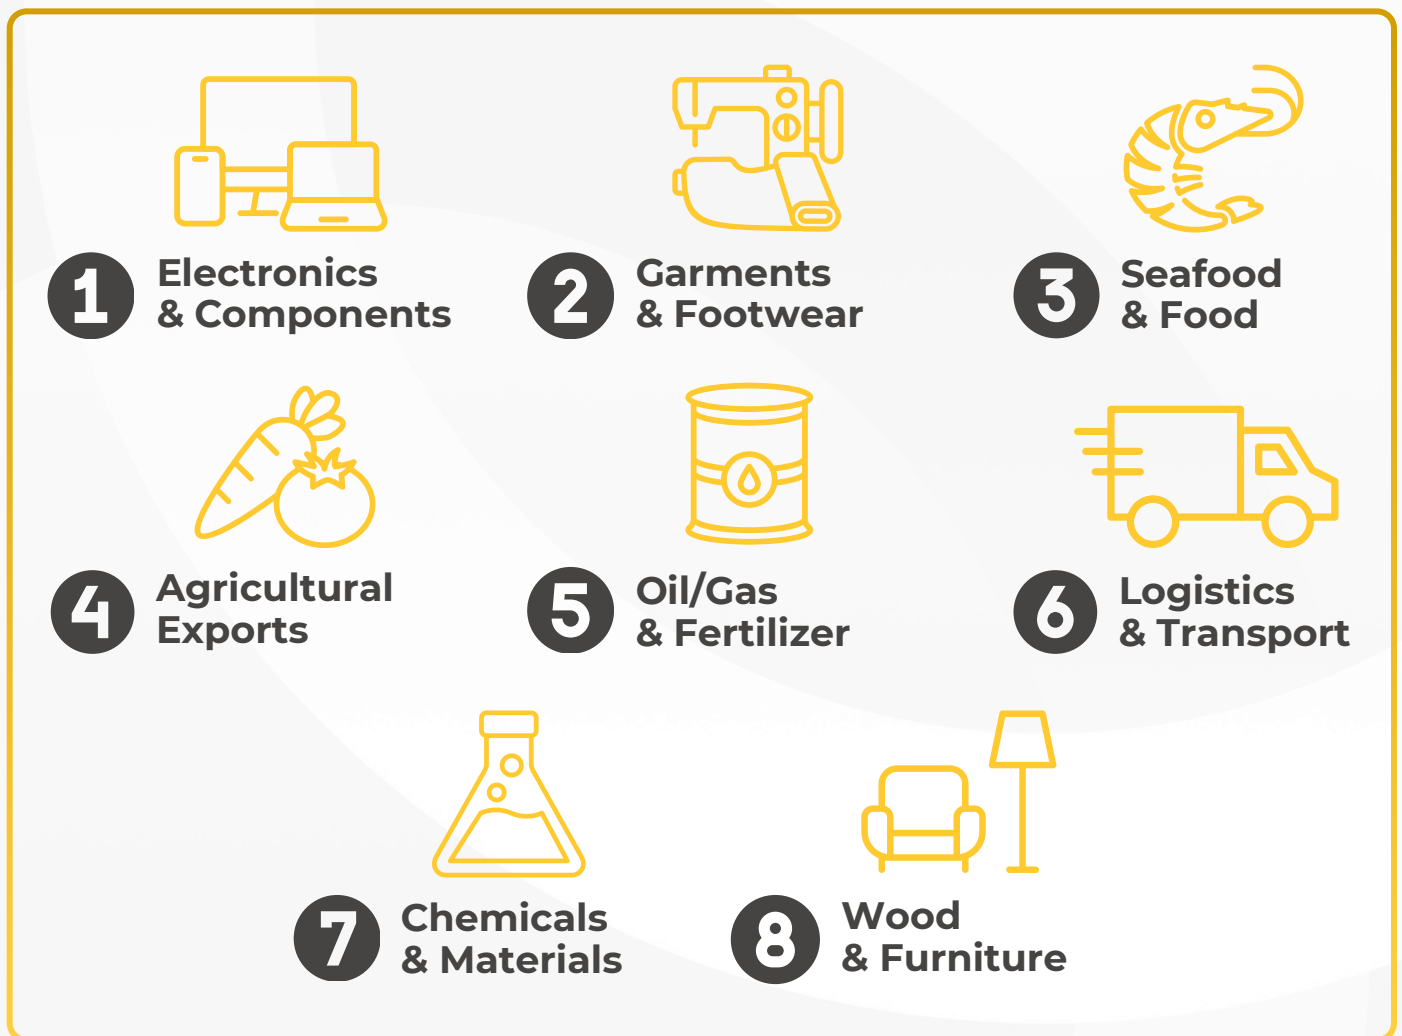 1
Electronics
& Components
2
Garments
& Footwear
3
Seafood
& Food
4
Agricultural
Exports
5
Oil/Gas
& Fertilizer
6
Logistics
& Transport
7
Chemicals
& Materials
8
Wood
& Furniture